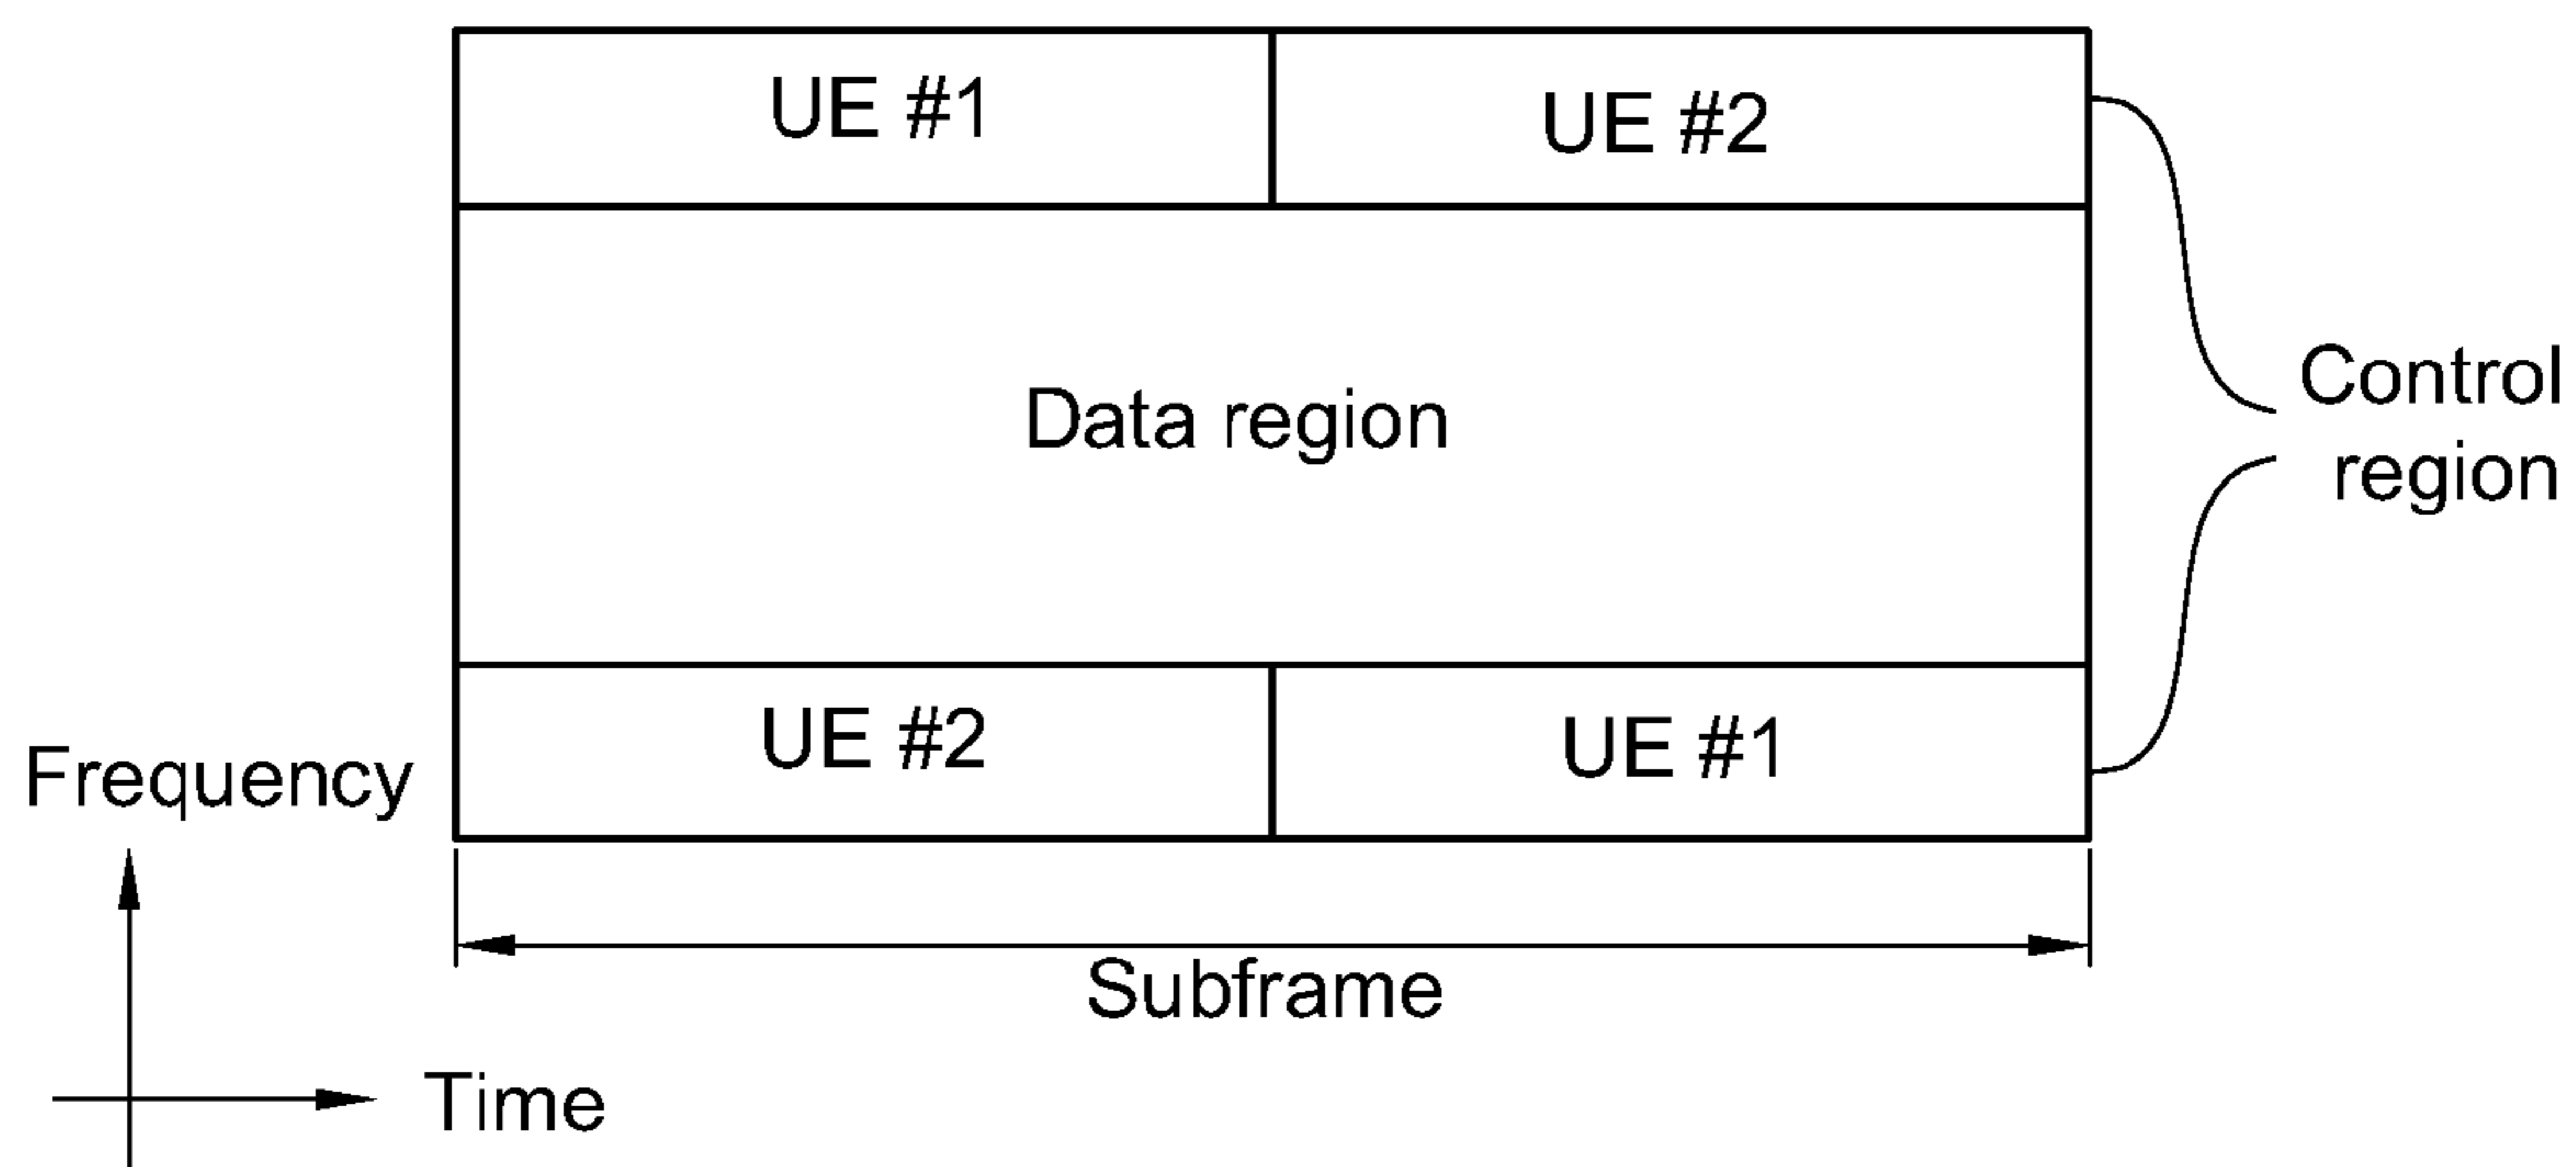 UE #1
UE #2
Data region
Control
region
UE #2
UE #1
Frequency
Subframe
Time